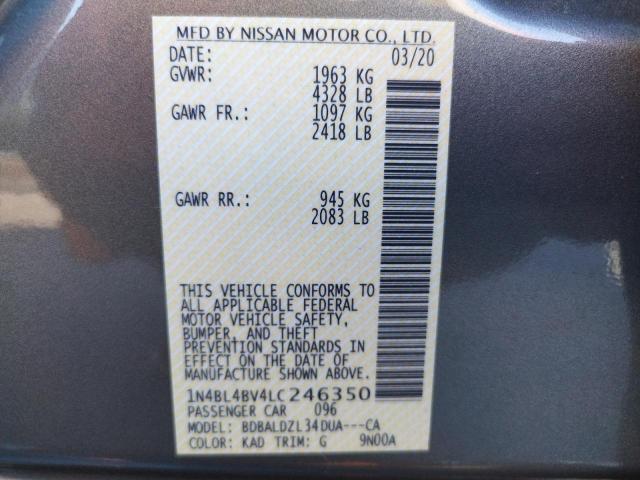 MFD BY NISSAN MOTOR CO., LTD.
DATE: 03/20
GVWR: 1963 KG
4328 LB
GAWR FR.: 1097 KG
2418 LB
GAWR RR.: 945 KG
2083 LB
THIS VEHICLE CONFORMS TO
ALL APPLICABLE FEDERAL
MOTOR VEHICLE SAFETY,
BUMPER, AND THEFT
PREVENTION STANDARDS IN
EFFECT ON THE DATE OF
MANUFACTURE SHOWN ABOVE.
1N4BL4BV4LC246350
PASSENGER CAR 096
MODEL: BDBALDZL34DUA---CA
COLOR: KAD TRIM: G 9N00A